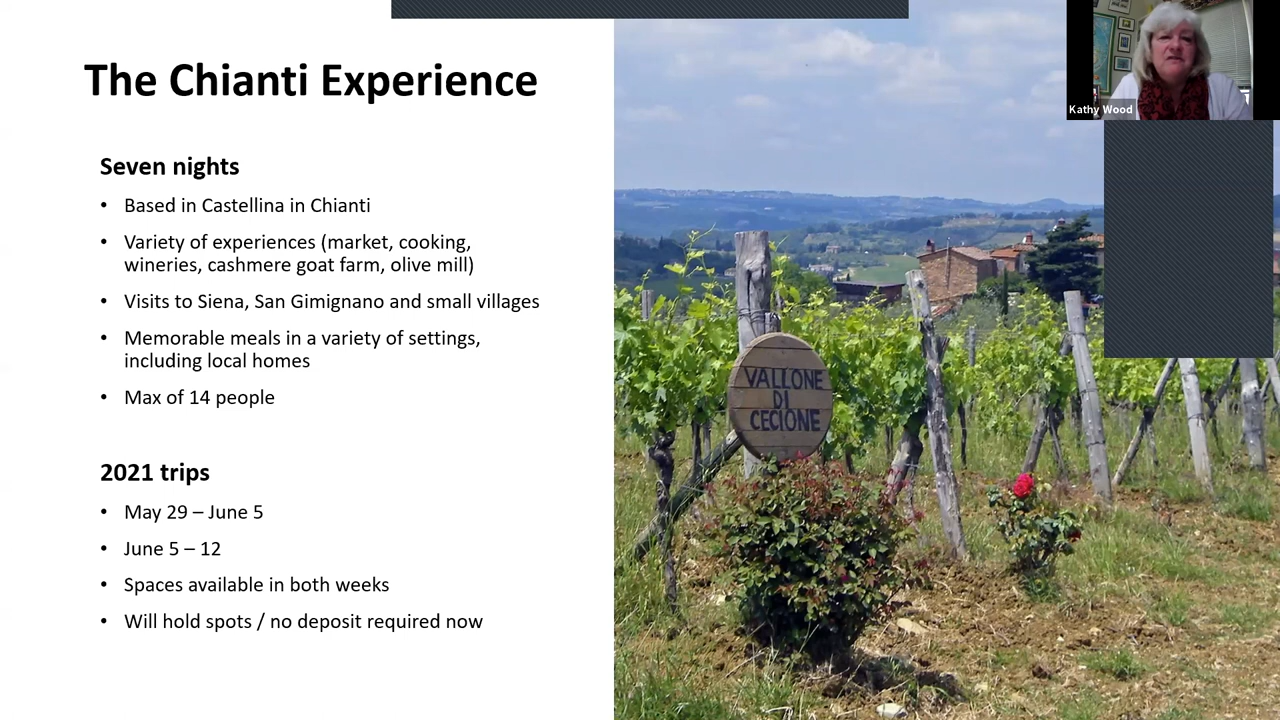 The Chianti Experience
Seven nights
• Based in Castellina in Chianti
• Variety of experiences (market, cooking,
wineries, cashmere goat farm, olive mill)
• Visits to Siena, San Gimignano and small villages
• Memorable meals in a variety of settings,
including local homes
• Max of 14 people
2021 trips
• May 29 – June 5
• June 5 – 12
• Spaces available in both weeks
• Will hold spots / no deposit required now
VALLONE
DI
CECIONE
Kathy Wood